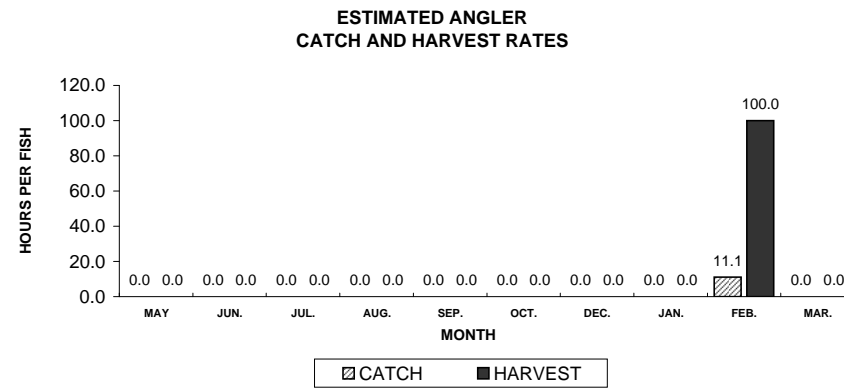 ESTIMATED ANGLER
CATCH AND HARVEST RATES
HOURS PER FISH
120.0
100.0
80.0
60.0
40.0
20.0
0.0
100.0
11.1
0.0 0.0 0.0 0.0 0.0 0.0 0.0 0.0 0.0 0.0 0.0 0.0 0.0 0.0 0.0 0.0 0.0 0.0
MAY JUN. JUL. AUG. SEP. OCT. DEC. JAN. FEB. MAR.
MONTH
CATCH HARVEST